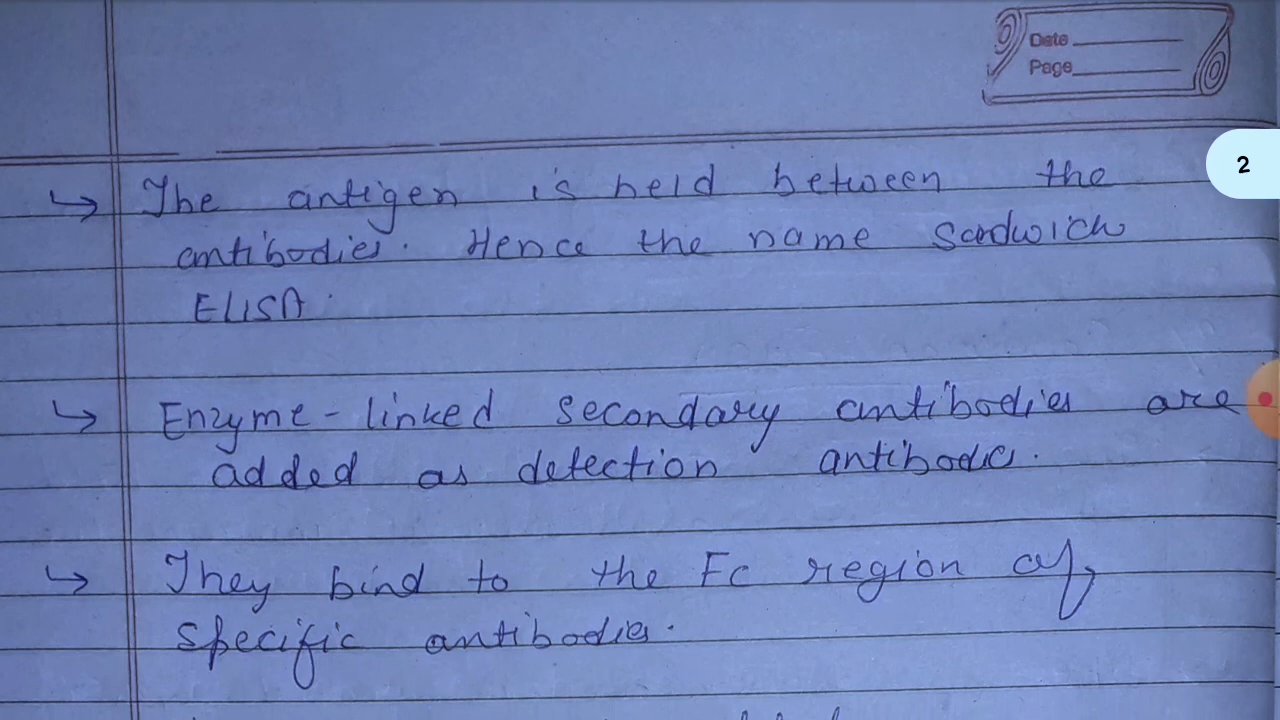 Date
Page
2
↳ The antigen is held between the
antibodies. Hence the name Sandwich
ELISA.
↳ Enzyme-linked secondary antibodies are
added as detection antibodies.
↳ They bind to the Fc region of
specific antibodies.